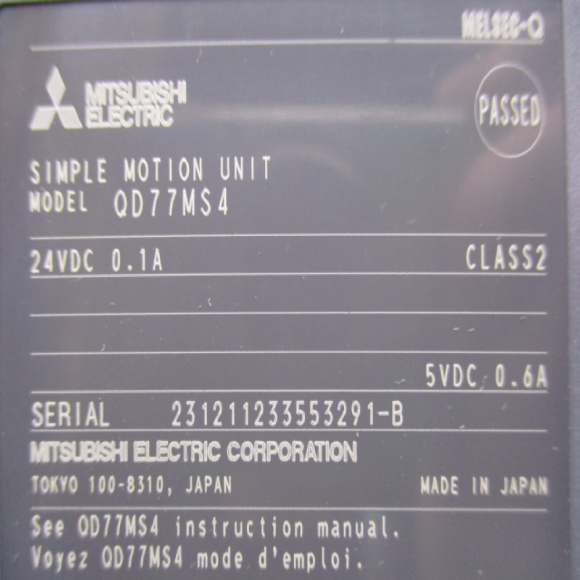 MELSEC-Q
MITSUBISHI
ELECTRIC
PASSED
SIMPLE MOTION UNIT
MODEL QD77MS4
24VDC 0.1A CLASS2
5VDC 0.6A
SERIAL 231211233553291-B
MITSUBISHI ELECTRIC CORPORATION
TOKYO 100-8310, JAPAN MADE IN JAPAN
See QD77MS4 instruction manual.
Voyez QD77MS4 mode d'emploi.